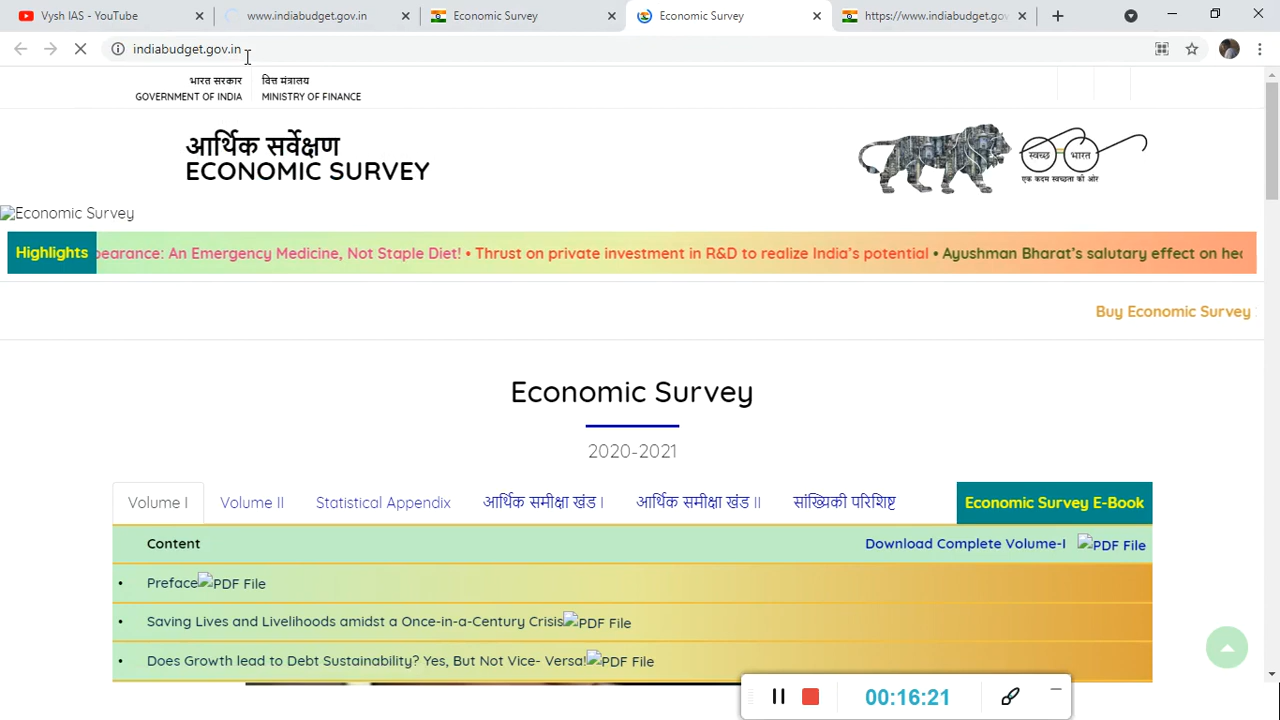 Vysh IAS - YouTube
www.indiabudget.gov.in
Economic Survey
Economic Survey
https://www.indiabudget.gov
indiabudget.gov.in
भारत सरकार
वित्त मंत्रालय
GOVERNMENT OF INDIA
MINISTRY OF FINANCE
आर्थिक सर्वेक्षण
ECONOMIC SURVEY
स्वच्छ भारत
एक कदम स्वच्छता की ओर
Economic Survey
Highlights
pearance: An Emergency Medicine, Not Staple Diet! • Thrust on private investment in R&D to realize India's potential • Ayushman Bharat's salutary effect on hea
Buy Economic Survey
Economic Survey
2020-2021
Volume I
Volume II
Statistical Appendix
आर्थिक समीक्षा खंड I
आर्थिक समीक्षा खंड II
सांख्यिकी परिशिष्ट
Economic Survey E-Book
Content
Download Complete Volume-I
PDF File
• Preface PDF File
• Saving Lives and Livelihoods amidst a Once-in-a-Century Crisis PDF File
• Does Growth lead to Debt Sustainability? Yes, But Not Vice- Versa! PDF File
00:16:21